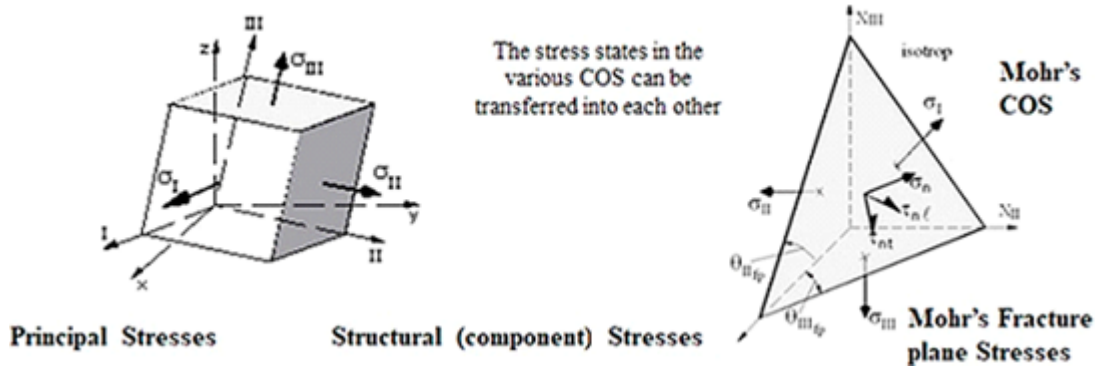 III
z
σIII
σI
σII
y
I
II
x
The stress states in the
various COS can be
transferred into each other
XIII
isotrop
Mohr's
COS
σI
σn
σII
τnℓ
τnt
XII
θIIfp
θIIIfp
σIII
Principal Stresses
Structural (component) Stresses
Mohr's Fracture
plane Stresses